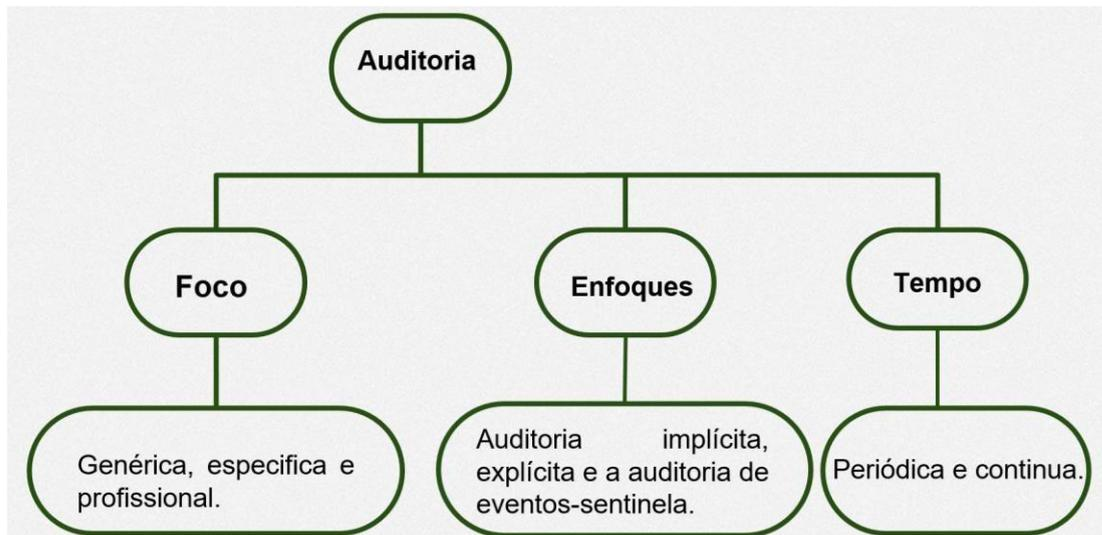 Auditoria
Foco
Enfoques
Tempo
Genérica, especifica e
profissional.
Auditoria implícita,
explícita e a auditoria de
eventos-sentinela.
Periódica e continua.